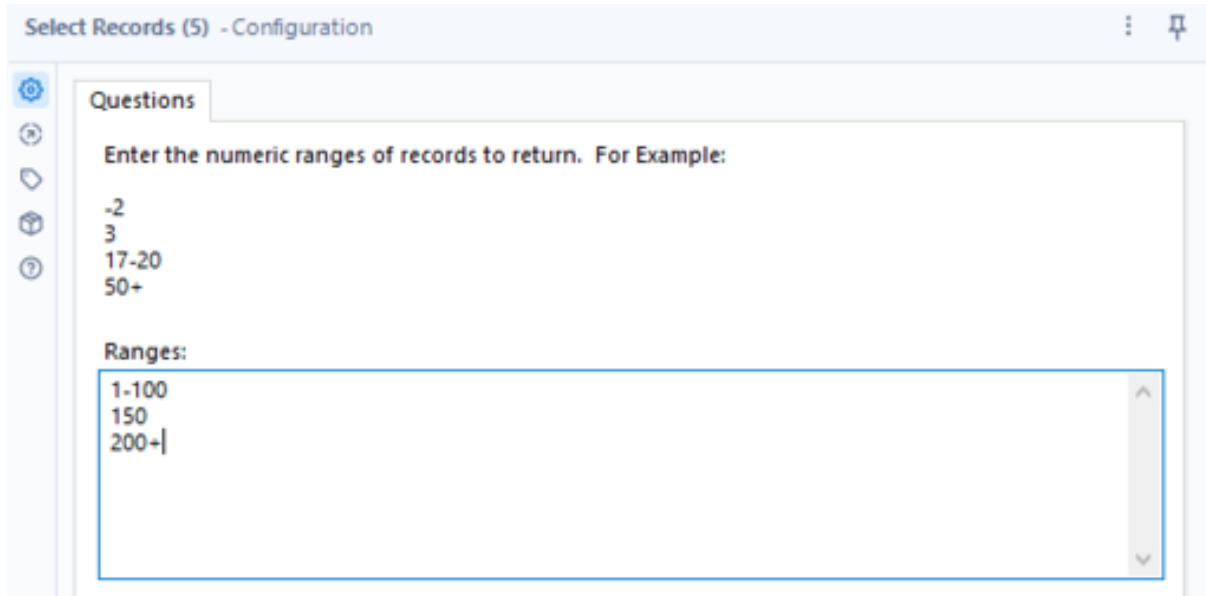 Select Records (5) - Configuration
Questions
Enter the numeric ranges of records to return.  For Example:
-2
3
17-20
50+
Ranges:
1-100
150
200+